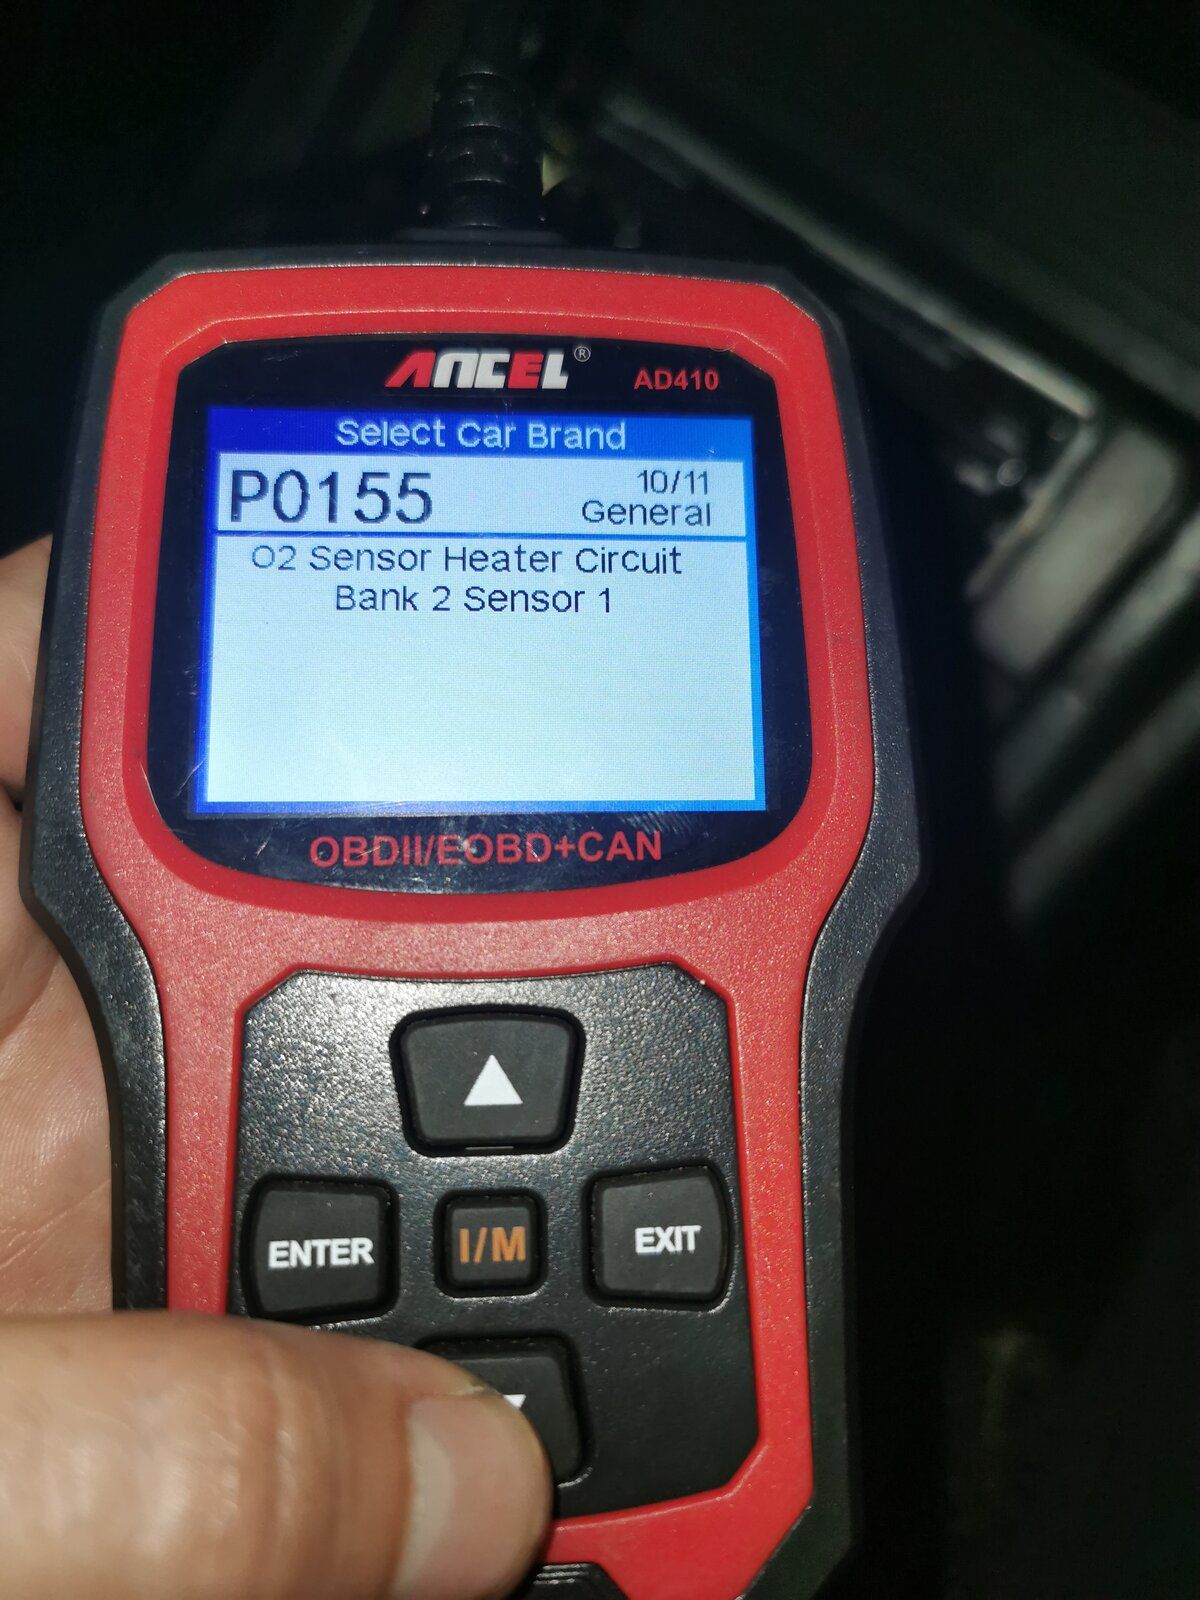 ANCEL®
AD410
Select Car Brand
P0155
10/11
General
O2 Sensor Heater Circuit
Bank 2 Sensor 1
OBDII/EOBD+CAN
ENTER
I/M
EXIT